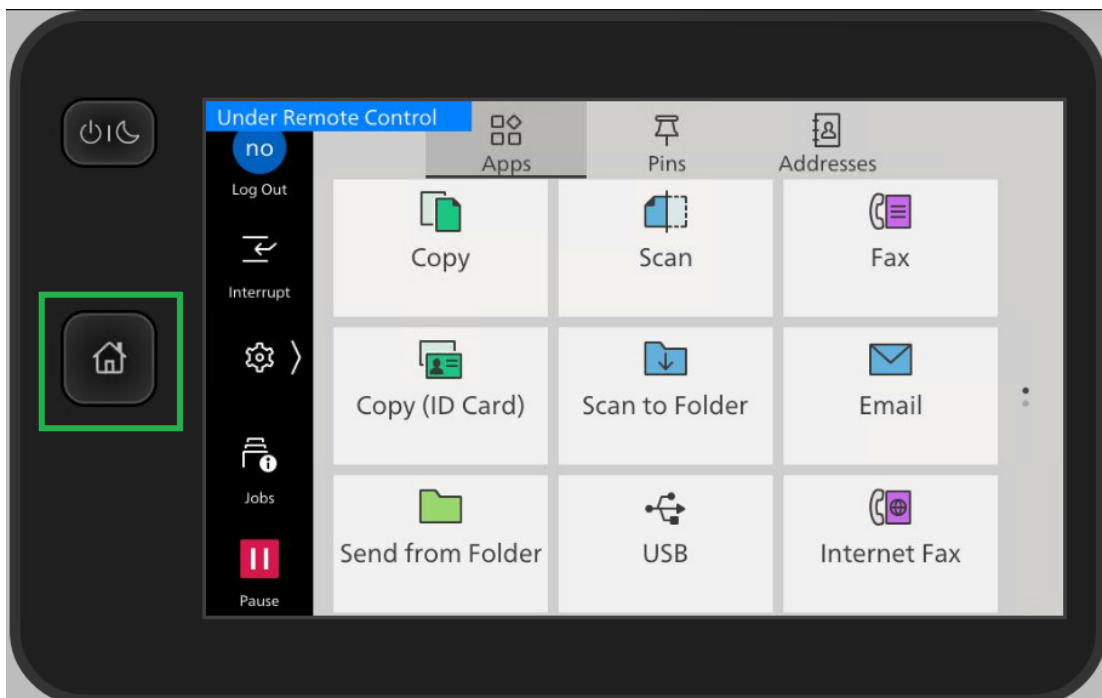 Under Remote Control
no
Log Out
Interrupt
Jobs
Pause
Apps
Pins
Addresses
Copy
Scan
Fax
Copy (ID Card)
Scan to Folder
Email
Send from Folder
USB
Internet Fax